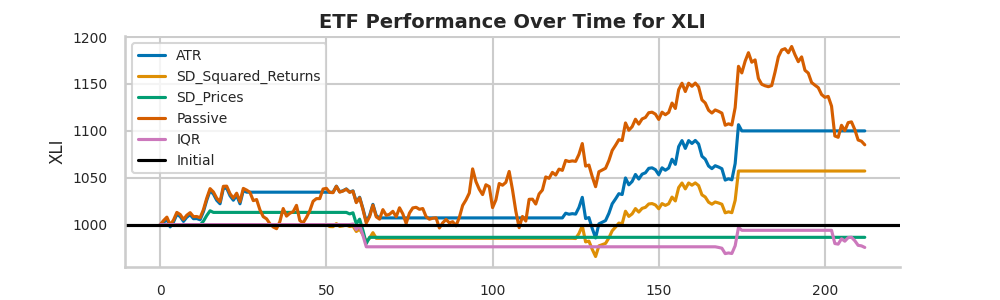 ETF Performance Over Time for XLI
1200
1150
1100
1050
1000
XLI
ATR
SD_Squared_Returns
SD_Prices
Passive
IQR
Initial
0
50
100
150
200